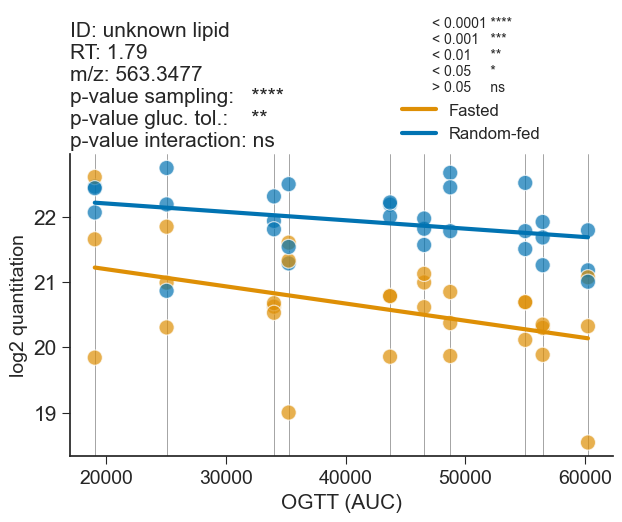 ID: unknown lipid
RT: 1.79
m/z: 563.3477
p-value sampling: ****
p-value gluc. tol.: **
p-value interaction: ns
< 0.0001 ****
< 0.001 ***
< 0.01 **
< 0.05 *
> 0.05 ns
Fasted
Random-fed
log2 quantitation
22
21
20
19
20000 30000 40000 50000 60000
OGTT (AUC)